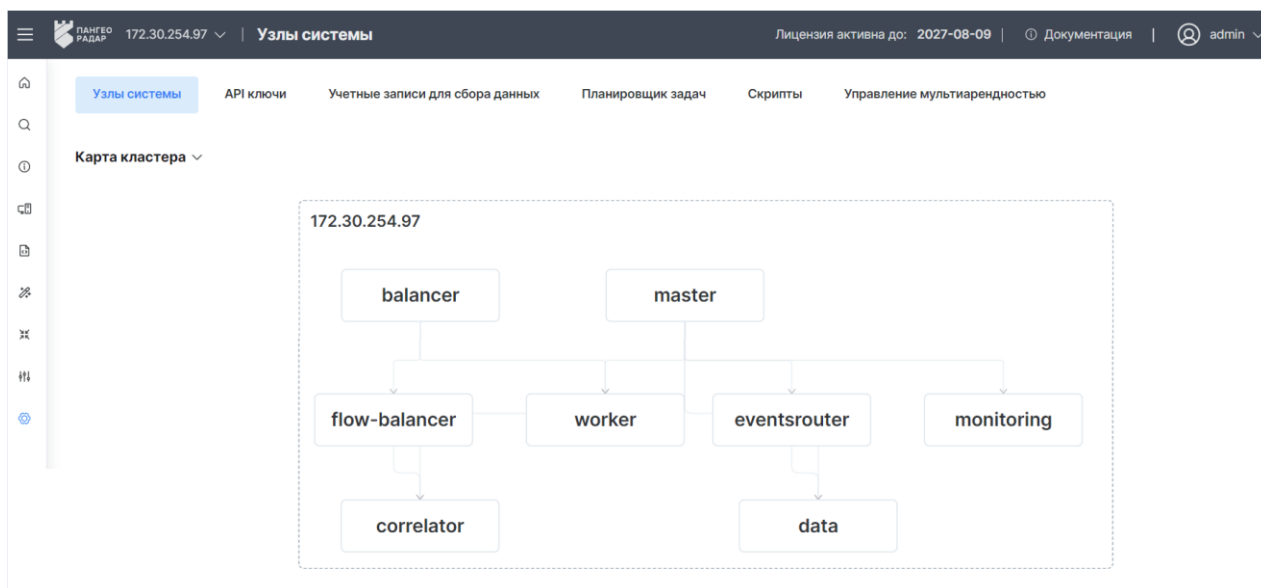 ПАНГЕО РАДАР 172.30.254.97 | Узлы системы Лицензия активна до: 2027-08-09 | Документация | admin
Узлы системы API ключи Учетные записи для сбора данных Планировщик задач Скрипты Управление мультиарендностью
Карта кластера
172.30.254.97
balancer master
flow-balancer worker eventsrouter monitoring
correlator data